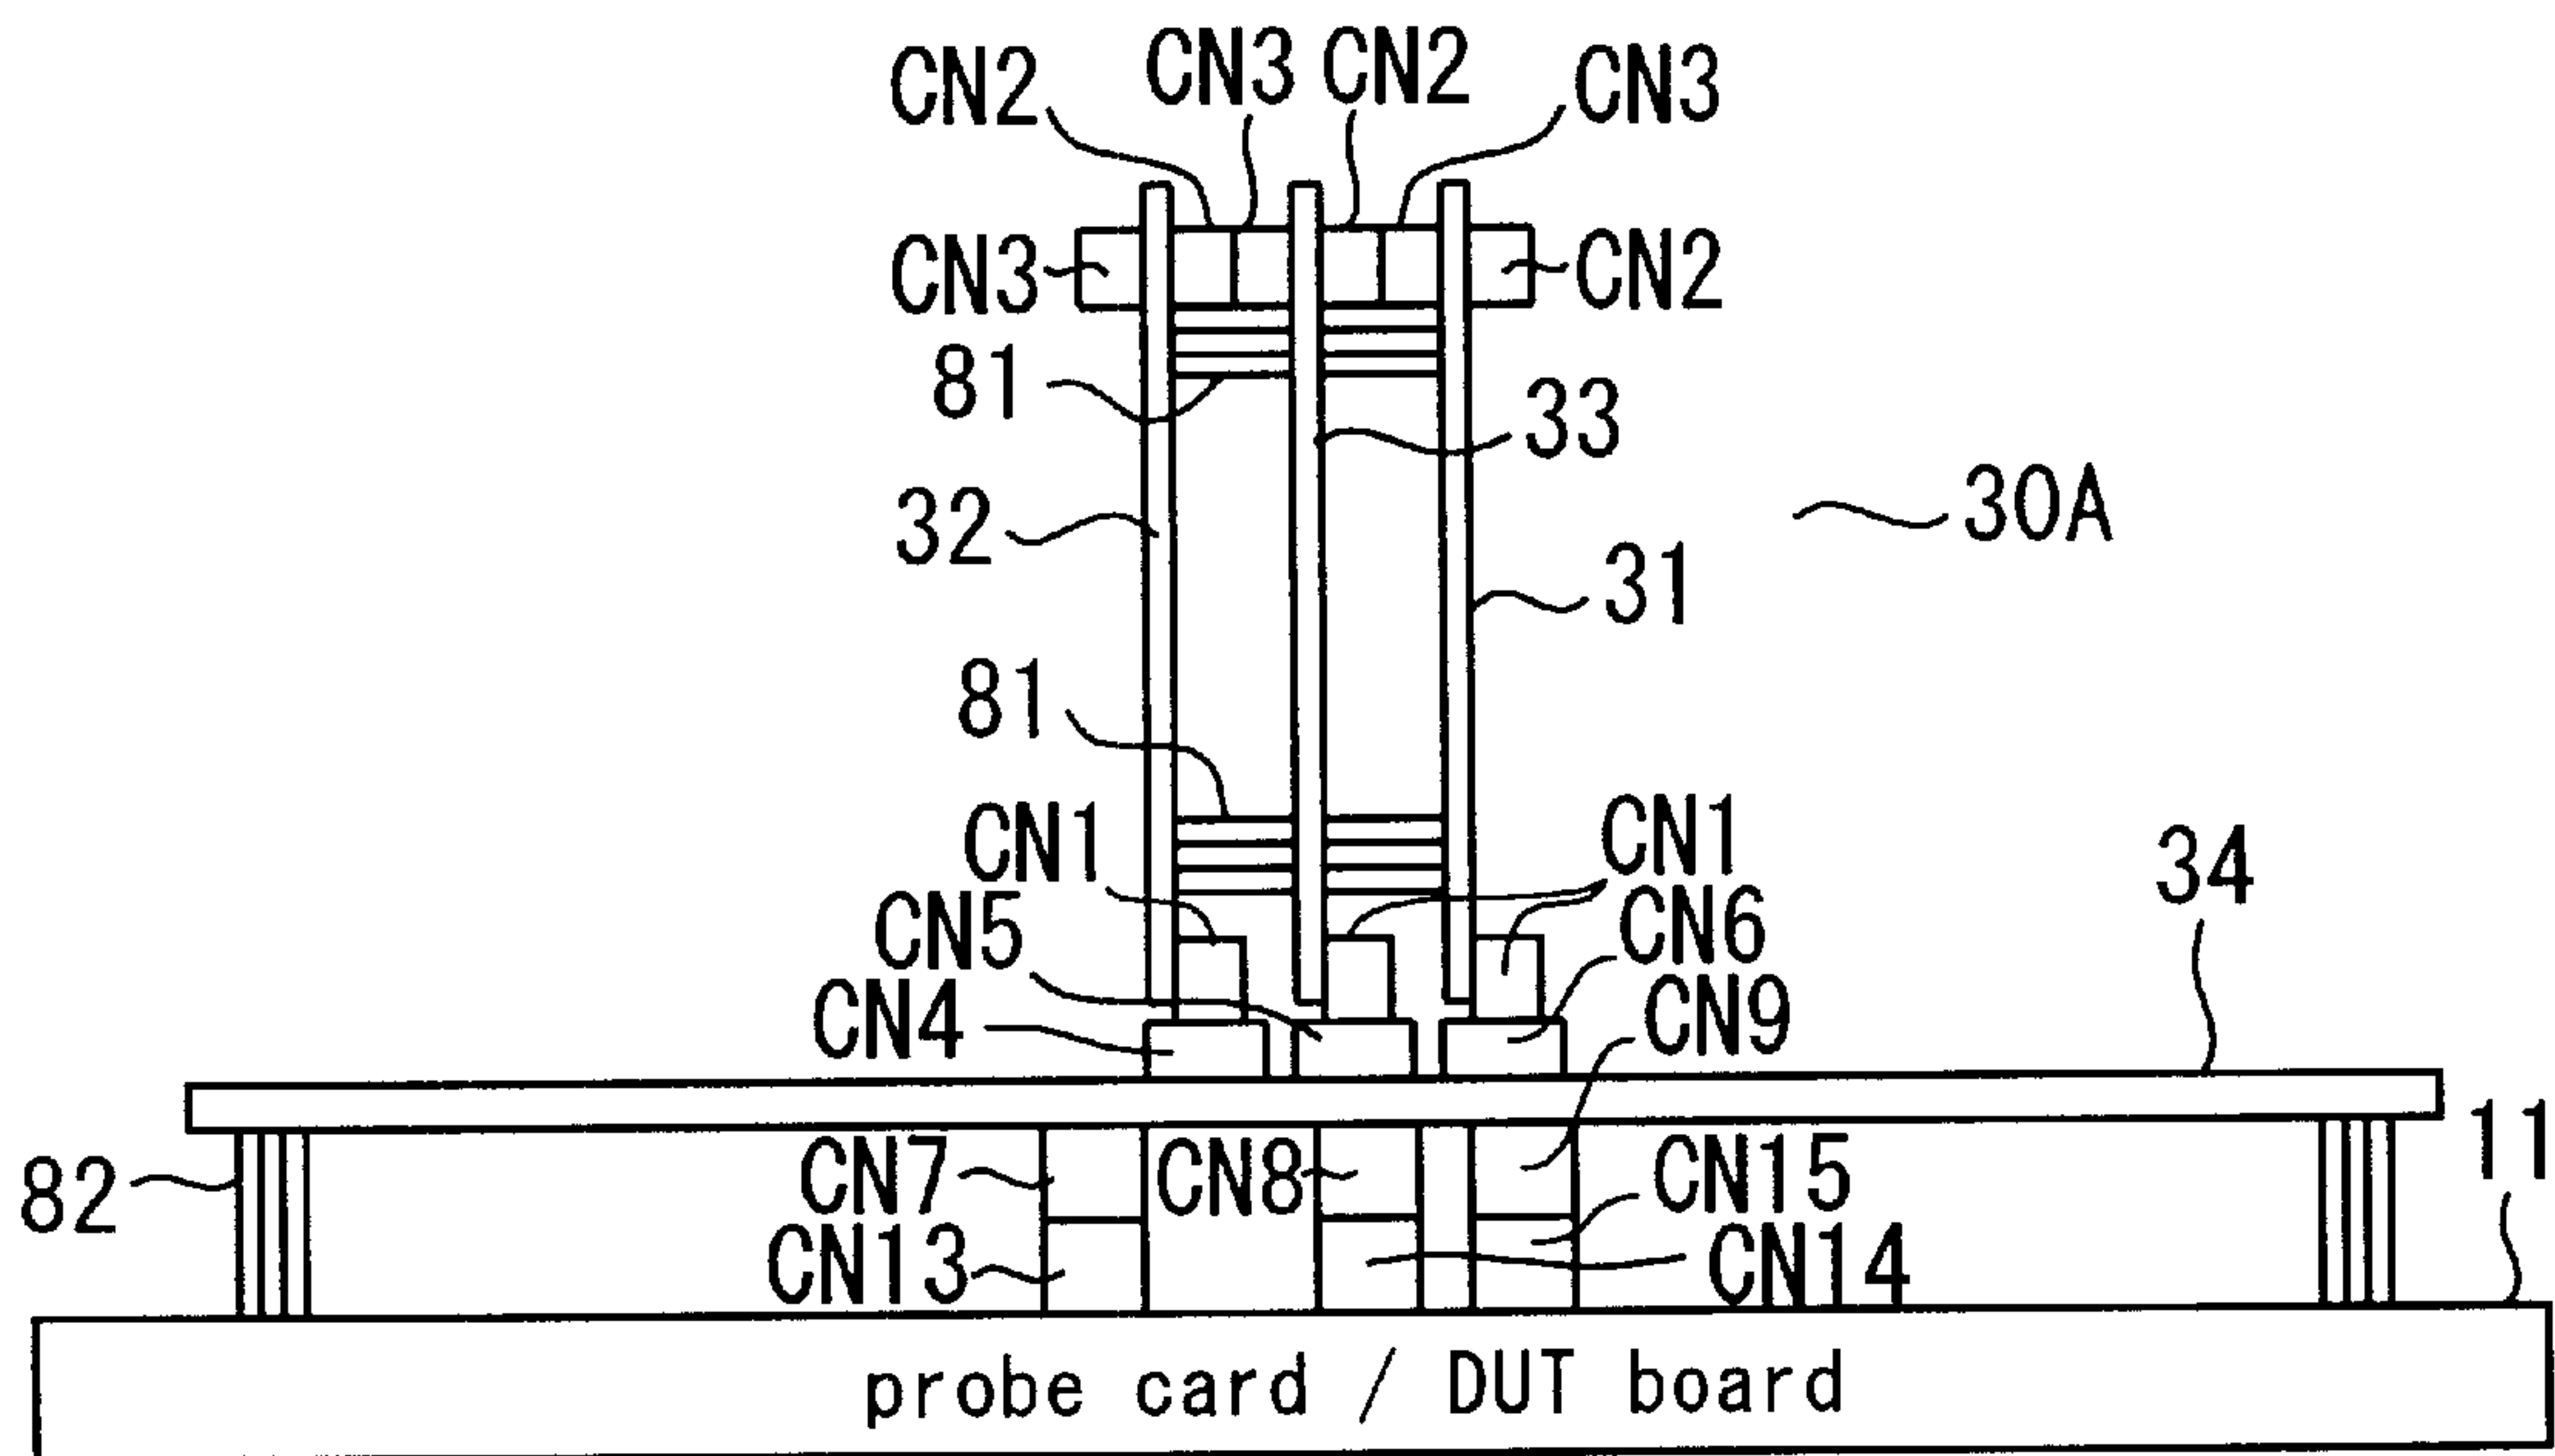 CN2 CN3 CN2 CN3
CN3 CN2
81
33
32
30A
31
81
CN1 CN1
34
CN5 CN6
CN4 CN9
11
82 CN7 CN8 CN15
CN13 CN14
probe card / DUT board